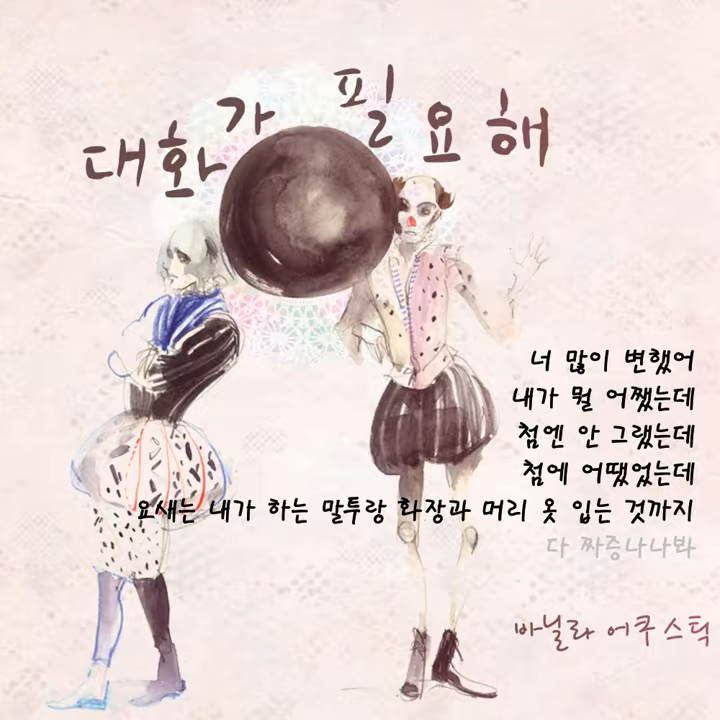 대화가 필요해
너 많이 변했어
내가 뭘 어쨌는데
첨엔 안 그랬는데
첨에 어땠었는데
요새는 내가 하는 말투랑 화장과 머리 옷 입는 것까지
다 짜증나나봐
바닐라 어쿠스틱